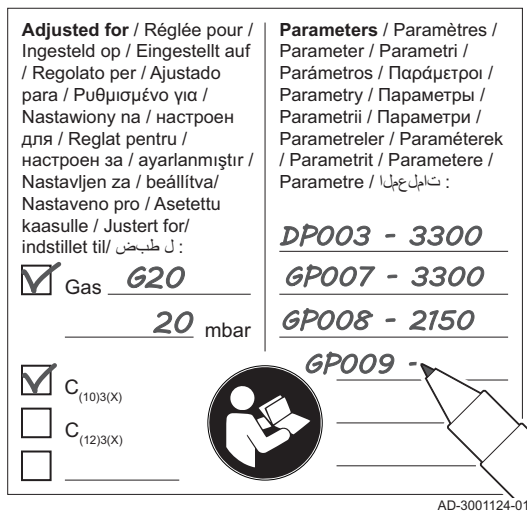 Adjusted for / Réglée pour /
Ingesteld op / Eingestellt auf
/ Regolato per / Ajustado
para / Ρυθμισμένο για /
Nastawiony na / настроен
для / Reglat pentru /
настроен за / ayarlanmıştır /
Nastavljen za / beállítva/
Nastaveno pro / Asetettu
kaasulle / Justert for/
indstillet til/ ل طبض :
Gas G20
20 mbar
C(10)3(X)
C(12)3(X)
Parameters / Paramètres /
Parameter / Parametri /
Parámetros / Παράμετροι /
Parametry / Параметры /
Parametrii / Параметри /
Parametreler / Paraméterek
/ Parametrit / Parametere /
Parametre / تاملعملا :
DP003 - 3300
GP007 - 3300
GP008 - 2150
GP009 -
AD-3001124-01